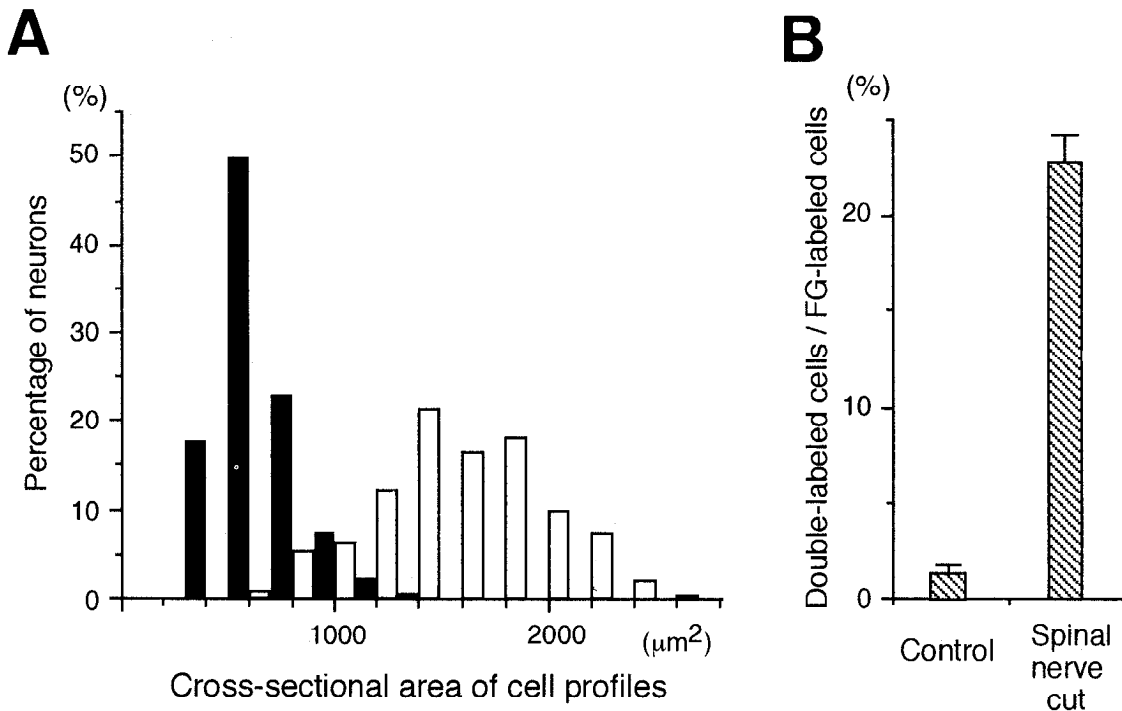 A
(%)
Percentage of neurons
50
40
30
20
10
0
1000
2000
(μm²)
Cross-sectional area of cell profiles
B
(%)
Double-labeled cells / FG-labeled cells
20
10
0
Control
Spinal
nerve
cut